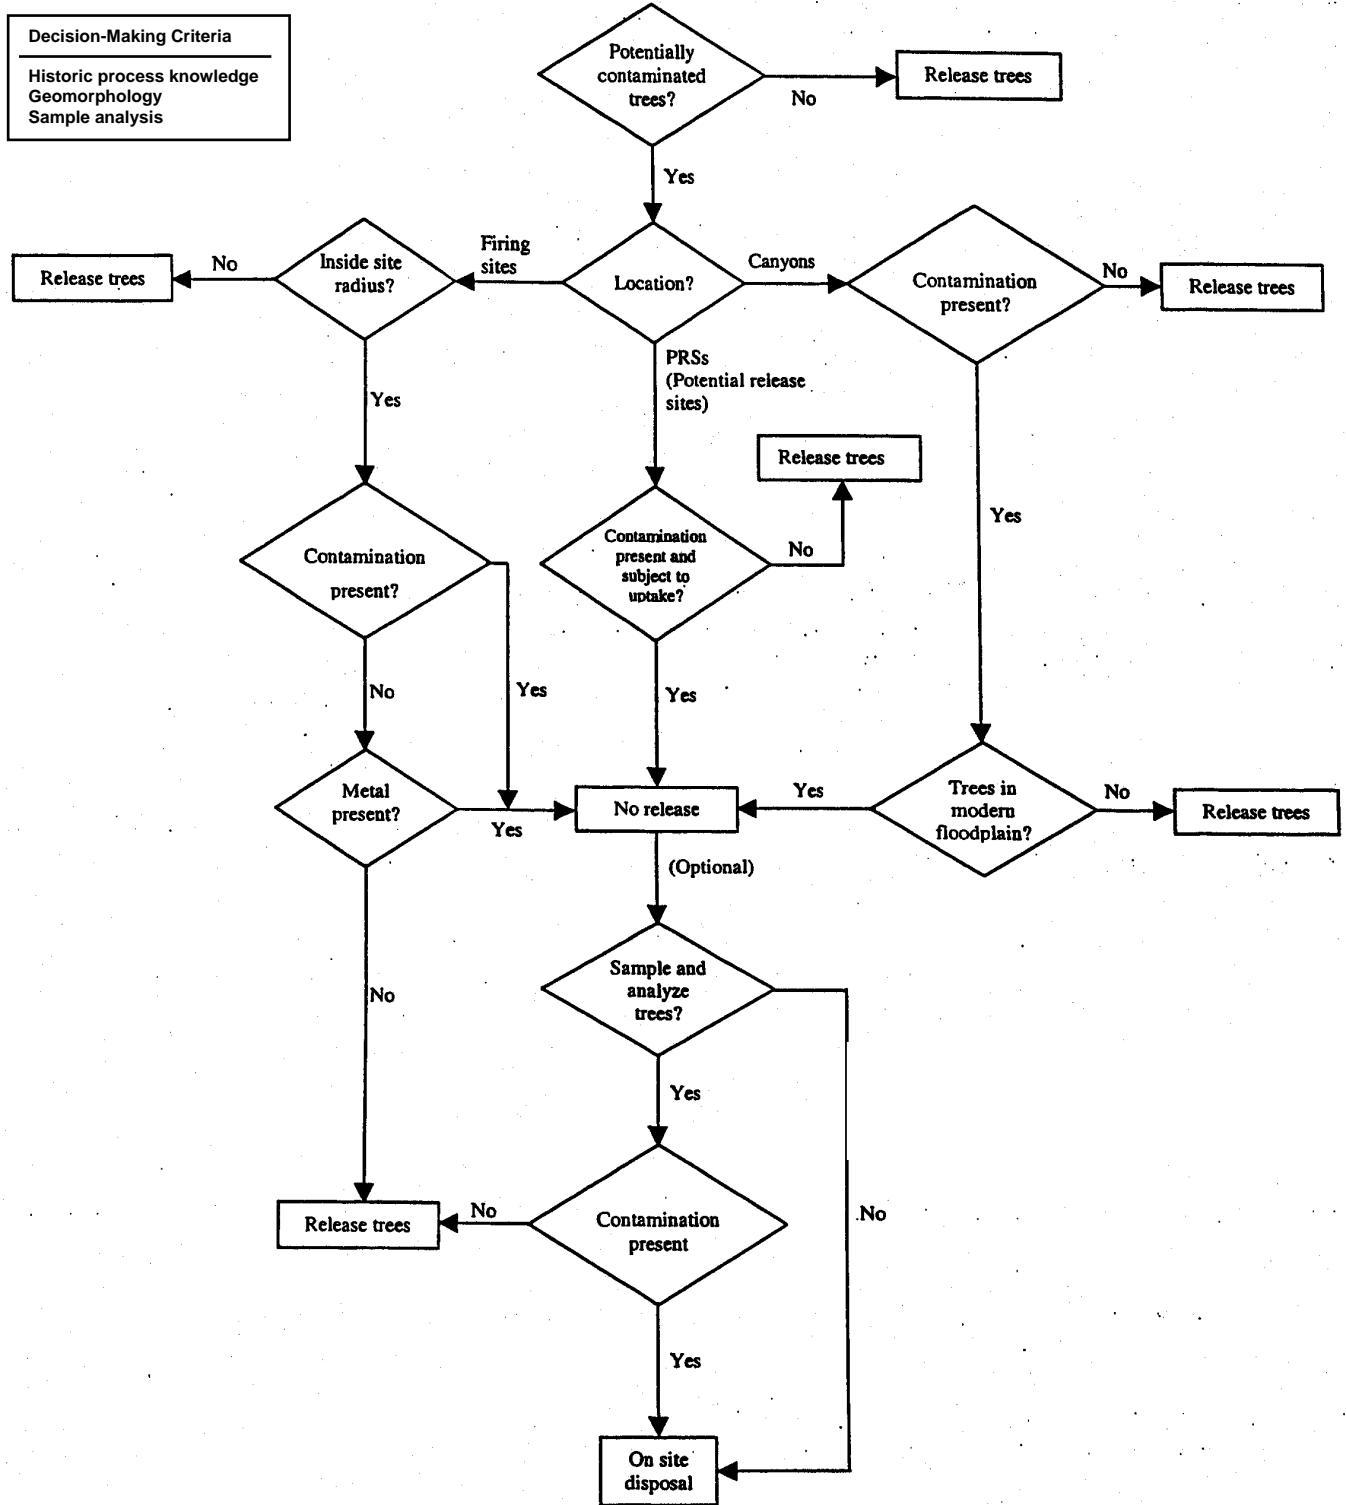 Decision-Making Criteria
Historic process knowledge
Geomorphology
Sample analysis
Potentially
contaminated
trees?
No
Release trees
Yes
Release trees
No
Inside site
radius?
Firing
sites
Location?
Canyons
Contamination
present?
No
Release trees
Yes
PRSs
(Potential release
sites)
Release trees
Yes
Contamination
present?
Contamination
present and
subject to
uptake?
No
No
Yes
Yes
Metal
present?
Yes
No release
Yes
Trees in
modern
floodplain?
No
Release trees
(Optional)
No
Sample and
analyze
trees?
Yes
No
Release trees
No
Contamination
present
Yes
On site
disposal